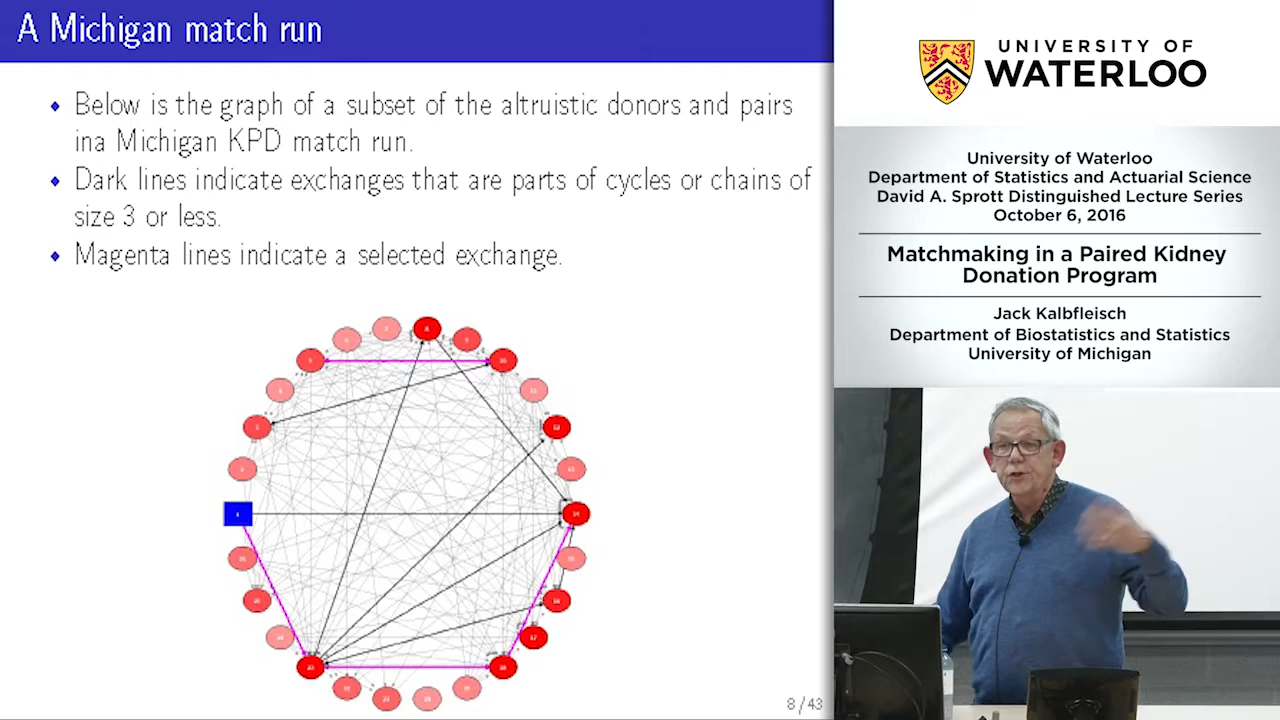 A Michigan match run
Below is the graph of a subset of the altruistic donors and pairs
ina Michigan KPD match run.
Dark lines indicate exchanges that are parts of cycles or chains of
size 3 or less.
Magenta lines indicate a selected exchange.
8/43
UNIVERSITY OF
WATERLOO
University of Waterloo
Department of Statistics and Actuarial Science
David A. Sprott Distinguished Lecture Series
October 6, 2016
Matchmaking in a Paired Kidney
Donation Program
Jack Kalbfleisch
Department of Biostatistics and Statistics
University of Michigan